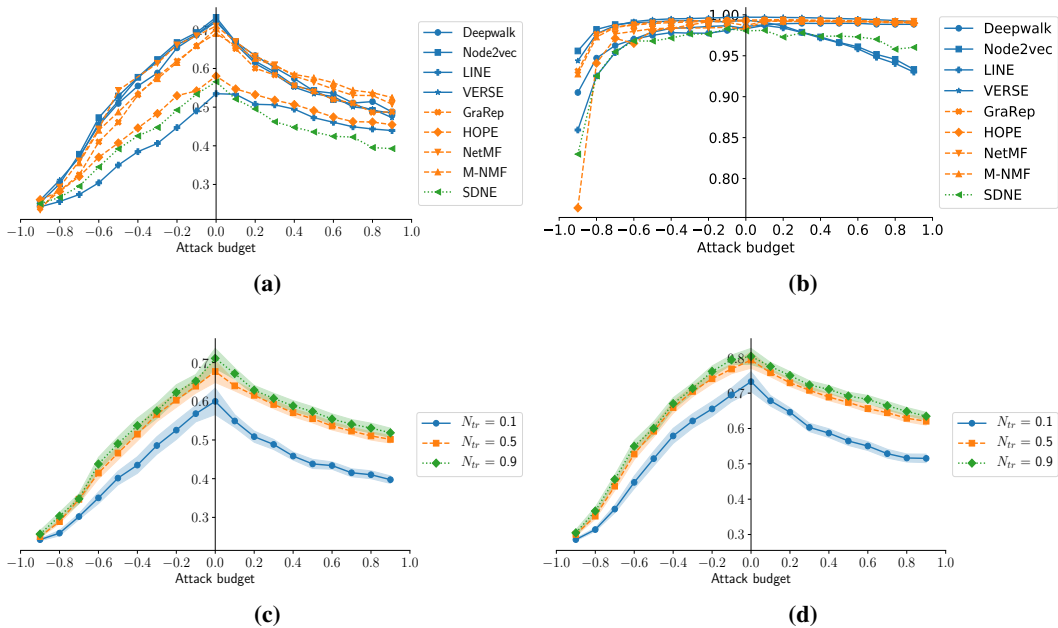 0.7
0.6
0.5
0.4
0.3
−1.0 −0.8 −0.6 −0.4 −0.2 0.0 0.2 0.4 0.6 0.8 1.0
Attack budget
Deepwalk
Node2vec
LINE
VERSE
GraRep
HOPE
NetMF
M-NMF
SDNE
(a)
1.00
0.95
0.90
0.85
0.80
−1.0 −0.8 −0.6 −0.4 −0.2 0.0 0.2 0.4 0.6 0.8 1.0
Attack budget
Deepwalk
Node2vec
LINE
VERSE
GraRep
HOPE
NetMF
M-NMF
SDNE
(b)
0.7
0.6
0.5
0.4
0.3
−1.0 −0.8 −0.6 −0.4 −0.2 0.0 0.2 0.4 0.6 0.8 1.0
Attack budget
N_tr = 0.1
N_tr = 0.5
N_tr = 0.9
(c)
0.8
0.7
0.6
0.5
0.4
0.3
−1.0 −0.8 −0.6 −0.4 −0.2 0.0 0.2 0.4 0.6 0.8 1.0
Attack budget
N_tr = 0.1
N_tr = 0.5
N_tr = 0.9
(d)